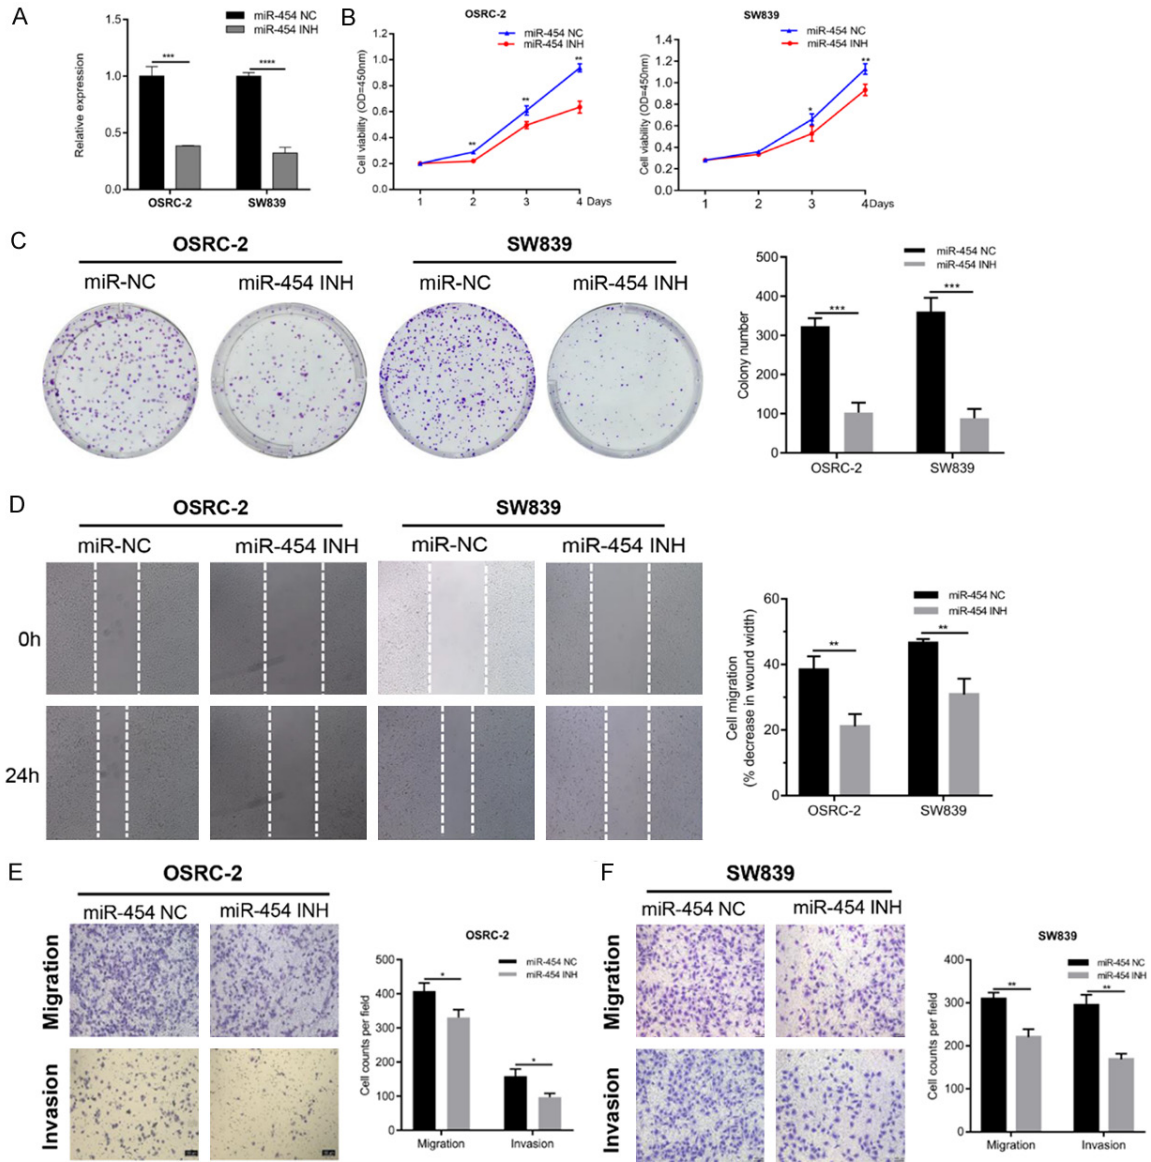 A
miR-454 NC
miR-454 INH
Relative expression
1.5
1.0
0.5
0.0
***
****
OSRC-2
SW839
B
OSRC-2
miR-454 NC
miR-454 INH
Cell viability (OD=450nm)
1.2
1.0
0.8
0.6
0.4
0.2
0.0
**
**
**
1 2 3 4 Days
SW839
miR-454 NC
miR-454 INH
Cell viability (OD=450nm)
1.4
1.2
1.0
0.8
0.6
0.4
0.2
0.0
*
**
1 2 3 4 Days
C
OSRC-2
SW839
miR-NC
miR-454 INH
miR-NC
miR-454 INH
miR-454 NC
miR-454 INH
Colony number
500
400
300
200
100
0
***
***
OSRC-2
SW839
D
OSRC-2
SW839
miR-NC
miR-454 INH
miR-NC
miR-454 INH
0h
24h
miR-454 NC
miR-454 INH
Cell migration
(% decrease in wound width)
60
40
20
0
**
**
OSRC-2
SW839
E
OSRC-2
miR-454 NC
miR-454 INH
Migration
Invasion
OSRC-2
miR-454 NC
miR-454 INH
Cell counts per field
500
400
300
200
100
0
*
*
Migration
Invasion
F
SW839
miR-454 NC
miR-454 INH
Migration
Invasion
SW839
miR-454 NC
miR-454 INH
Cell counts per field
400
300
200
100
0
**
**
Migration
Invasion